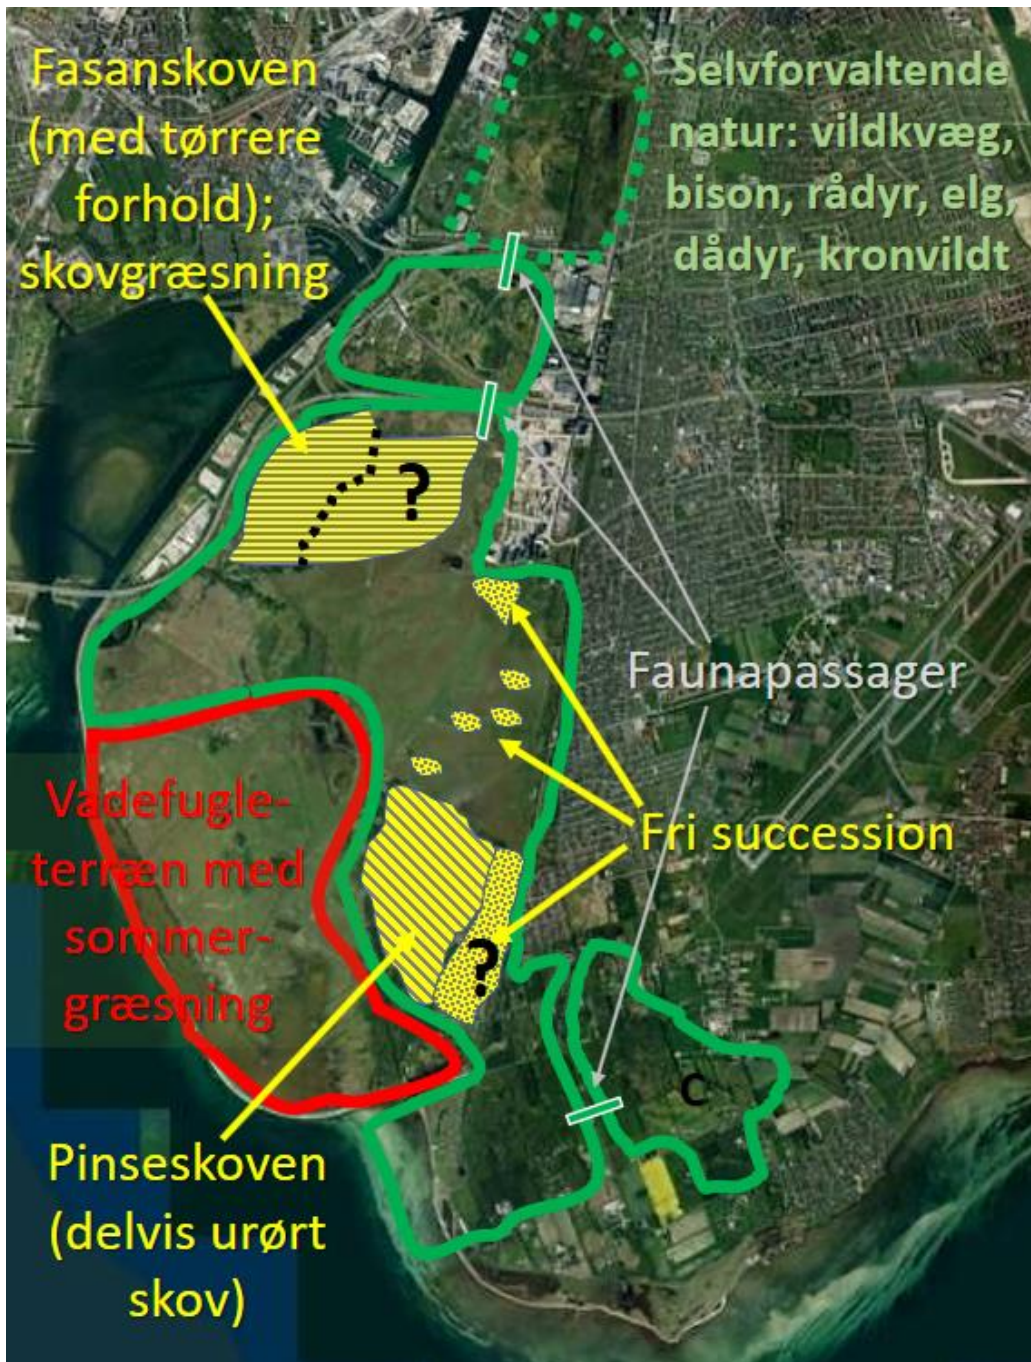 Fasanskoven
(med tørrere
forhold);
skovgræsning
Selvforvaltende
natur: vildkvæg,
bison, rådyr, elg,
dådyr, kronvildt
?
Faunapassager
Vadefugle-
terræn med
sommer-
græsning
Fri succession
?
C
Pinseskoven
(delvis urørt
skov)